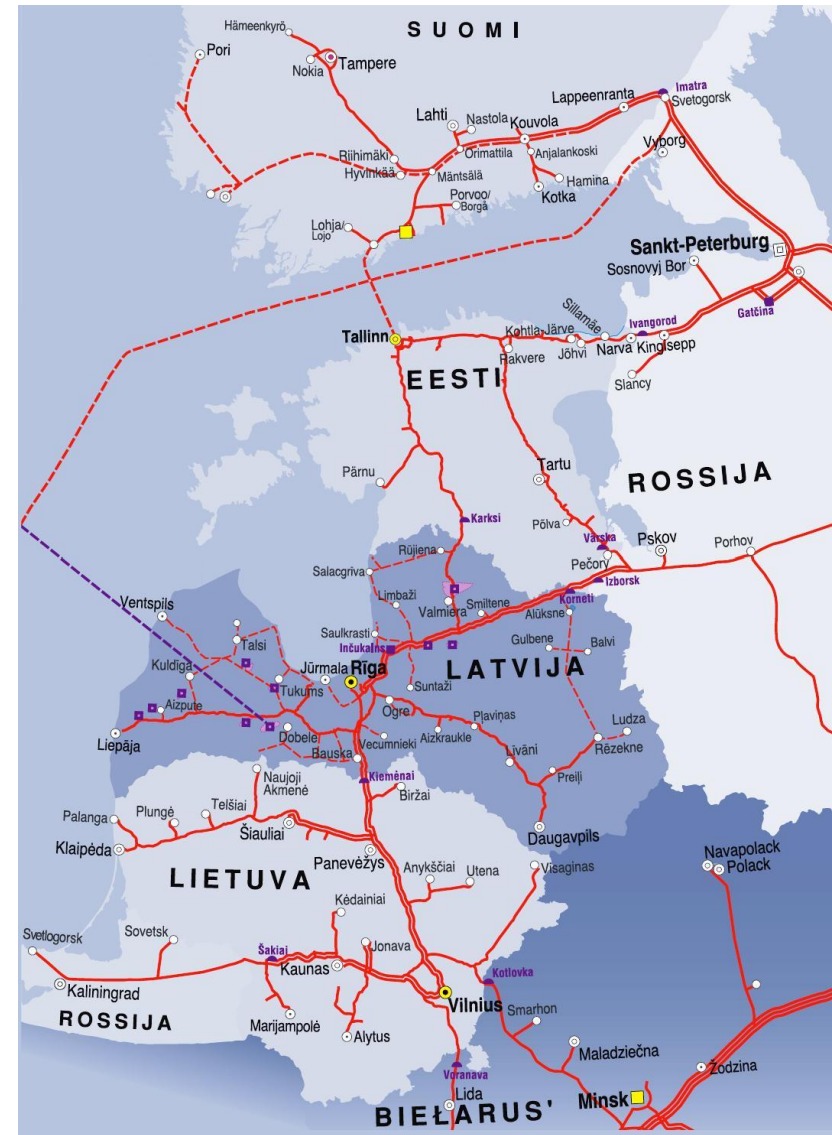 Hämeenkyrö
SUOMI
Pori
Tampere
Nokia
Imatra
Lappeenranta
Svetogorsk
Lahti
Nastola
Kouvola
Vyborg
Riihimäki
Orimattila
Anjalankoski
Hyvinkää
Mäntsälä
Hamina
Porvoo/
Borgå
Kotka
Lohja/
Lojo
Sankt-Peterburg
Sosnovyj Bor
Gatčina
Sillamäe
Ivangorod
Tallinn
Kohtla-Järve
Rakvere
Jõhvi
Narva
KingIsepp
EESTI
Slancy
Pärnu
Tartu
ROSSIJA
Karksi
Põlva
Värska
Pskov
Porhov
Rūjiena
Pečory
Salacgrīva
Izborsk
Limbaži
Korneti
Ventspils
Valmiera
Smiltene
Alūksne
Saulkrasti
Talsi
Inčukalns
Gulbene
Balvi
Kuldīga
Jūrmala
Rīga
LATVIJA
Tukums
Suntaži
Aizpute
Ogre
Pļaviņas
Ludza
Liepāja
Dobele
Vecumnieki
Aizkraukle
Rēzekne
Bauska
Līvāni
Kiemėnai
Preiļi
Naujoji
Akmenė
Biržai
Palanga
Plungė
Telšiai
Šiauliai
Daugavpils
Klaipėda
Panevėžys
Anykščiai
Visaginas
Navapolack
Polack
LIETUVA
Utena
Kėdainiai
Svetlogorsk
Sovetsk
Šakiai
Jonava
Kaunas
Kotlovka
Kaliningrad
Vilnius
ROSSIJA
Marijampolė
Alytus
Smarhon
Maladziečna
Voranava
Žodzina
Lida
Minsk
BIEŁARUS'